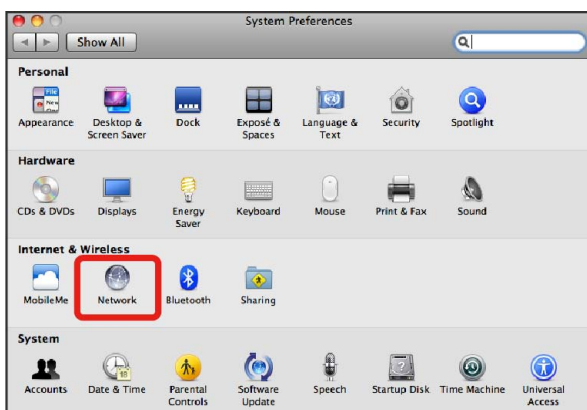 System Preferences
Show All
Personal
Appearance
Desktop &
Screen Saver
Dock
Exposé &
Spaces
Language &
Text
Security
Spotlight
Hardware
CDs & DVDs
Displays
Energy
Saver
Keyboard
Mouse
Print & Fax
Sound
Internet & Wireless
MobileMe
Network
Bluetooth
Sharing
System
Accounts
Date & Time
Parental
Controls
Software
Update
Speech
Startup Disk
Time Machine
Universal
Access